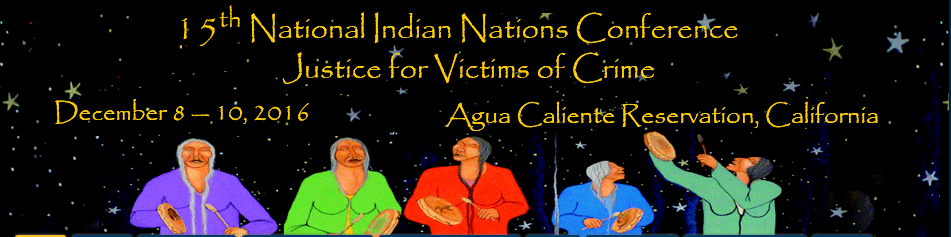 15th National Indian Nations Conference
Justice for Victims of Crime
December 8 — 10, 2016
Agua Caliente Reservation, California